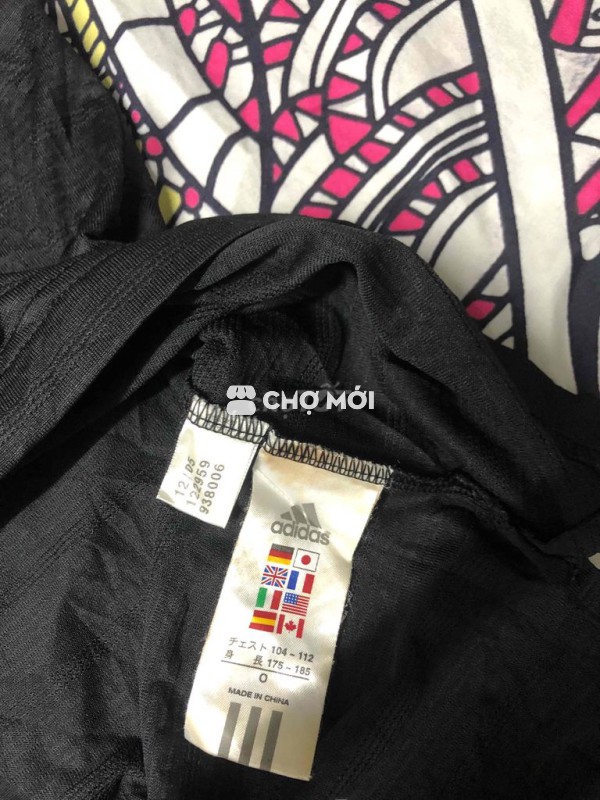 CHỢ MỚI
12/05
122959
938006
adidas
チェスト 104~112
身 長 175~185
O
MADE IN CHINA